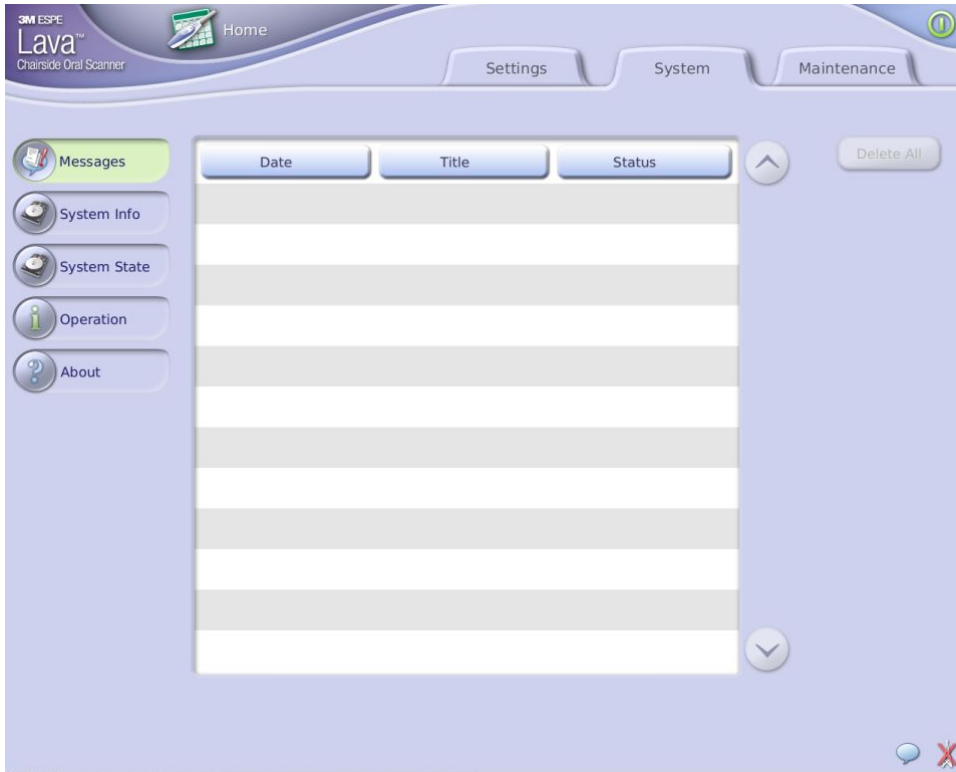 3M ESPE
Lava™
Chairside Oral Scanner
Home
Settings
System
Maintenance
Messages
System Info
System State
Operation
About
Date
Title
Status
Delete All